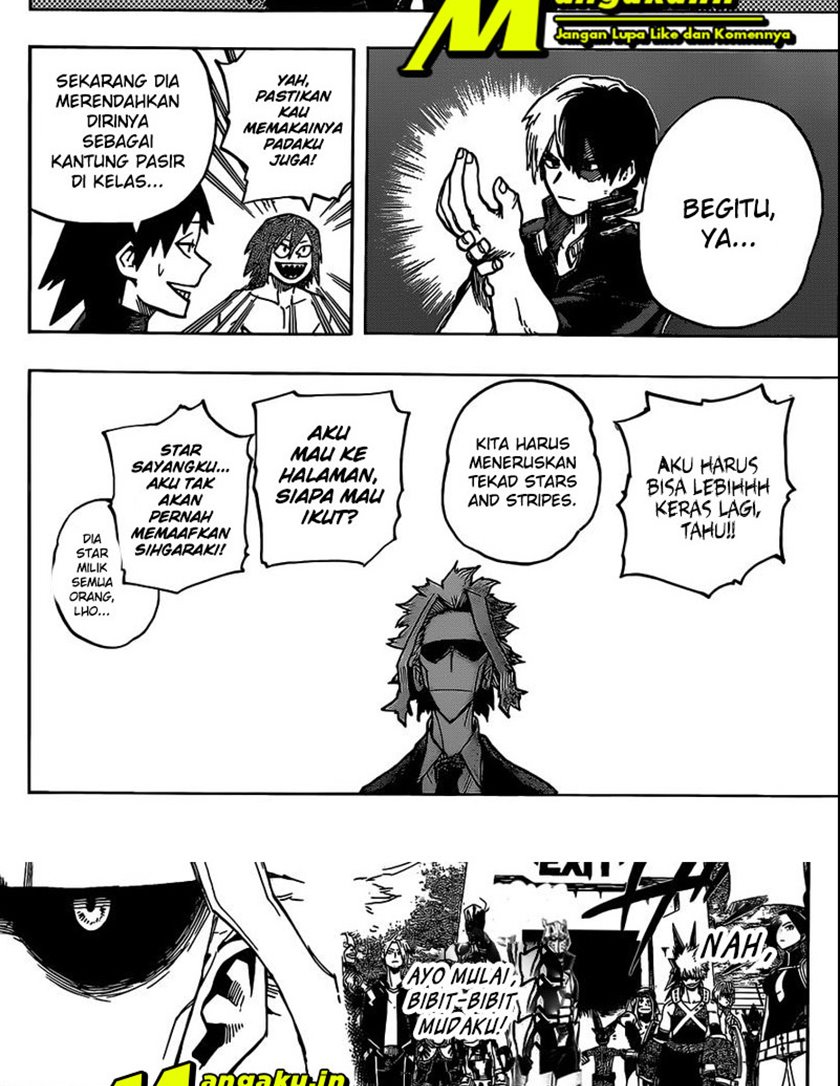 Jangan Lupa Like dan Komennya
BEGITU,
YA...
YAH,
PASTIKAN
KAU
MEMAKAINYA
PADAKU
JUGA!
SEKARANG DIA
MERENDAHKAN
DIRINYA
SEBAGAI
KANTUNG PASIR
DI KELAS...
AKU HARUS
BISA LEBIHHH
KERAS LAGI,
TAHU!!
KITA HARUS
MENERUSKAN
TEKAD STARS
AND STRIPES.
AKU
MAU KE
HALAMAN,
SIAPA MAU
IKUT?
STAR
SAYANGKU...
AKU TAK
AKAN
PERNAH
MEMAAFKAN
SIHGARAKI!
DIA
STAR
MILIK
SEMUA
ORANG,
LHO...
EXIT
NAH,
AYO MULAI,
BIBIT-BIBIT
MUDAKU!
Mangaku.in